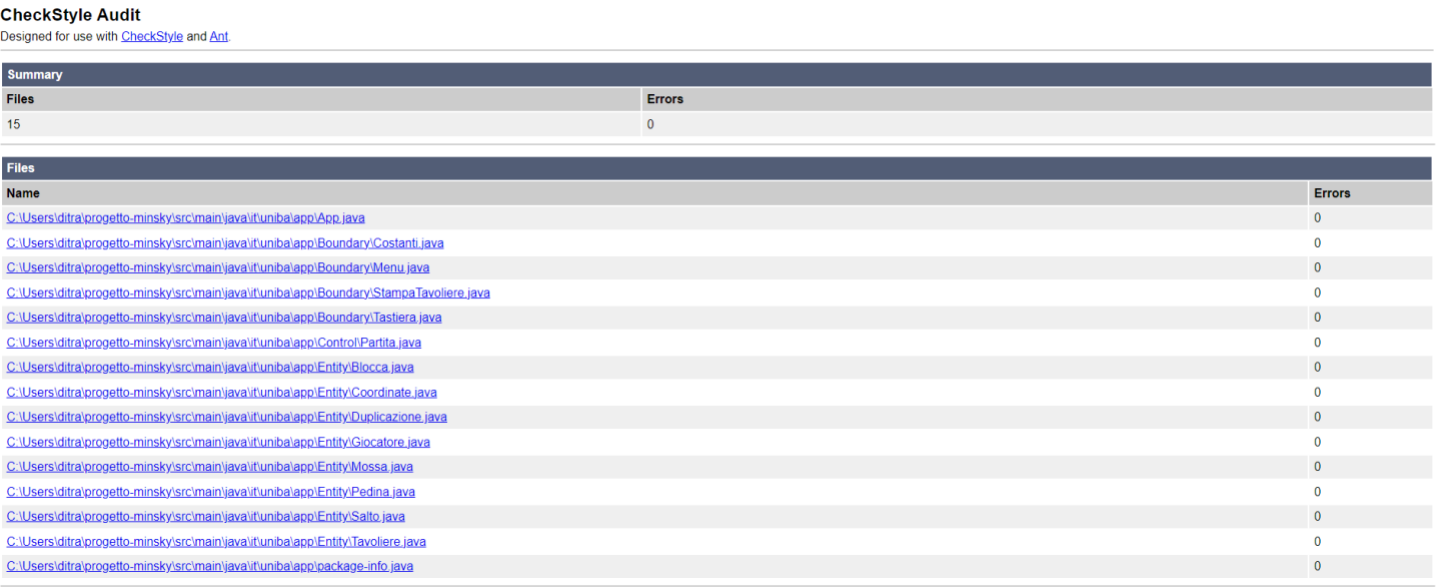 CheckStyle Audit
Designed for use with CheckStyle and Ant.
Summary
Files Errors
15 0
Files
Name Errors
C:\Users\ditra\progetto-minsky\src\main\java\it\uniba\app\App.java 0
C:\Users\ditra\progetto-minsky\src\main\java\it\uniba\app\Boundary\Costanti.java 0
C:\Users\ditra\progetto-minsky\src\main\java\it\uniba\app\Boundary\Menu.java 0
C:\Users\ditra\progetto-minsky\src\main\java\it\uniba\app\Boundary\StampaTavoliere.java 0
C:\Users\ditra\progetto-minsky\src\main\java\it\uniba\app\Boundary\Tastiera.java 0
C:\Users\ditra\progetto-minsky\src\main\java\it\uniba\app\Control\Partita.java 0
C:\Users\ditra\progetto-minsky\src\main\java\it\uniba\app\Entity\Blocca.java 0
C:\Users\ditra\progetto-minsky\src\main\java\it\uniba\app\Entity\Coordinate.java 0
C:\Users\ditra\progetto-minsky\src\main\java\it\uniba\app\Entity\Duplicazione.java 0
C:\Users\ditra\progetto-minsky\src\main\java\it\uniba\app\Entity\Giocatore.java 0
C:\Users\ditra\progetto-minsky\src\main\java\it\uniba\app\Entity\Mossa.java 0
C:\Users\ditra\progetto-minsky\src\main\java\it\uniba\app\Entity\Pedina.java 0
C:\Users\ditra\progetto-minsky\src\main\java\it\uniba\app\Entity\Salto.java 0
C:\Users\ditra\progetto-minsky\src\main\java\it\uniba\app\Entity\Tavoliere.java 0
C:\Users\ditra\progetto-minsky\src\main\java\it\uniba\app\package-info.java 0